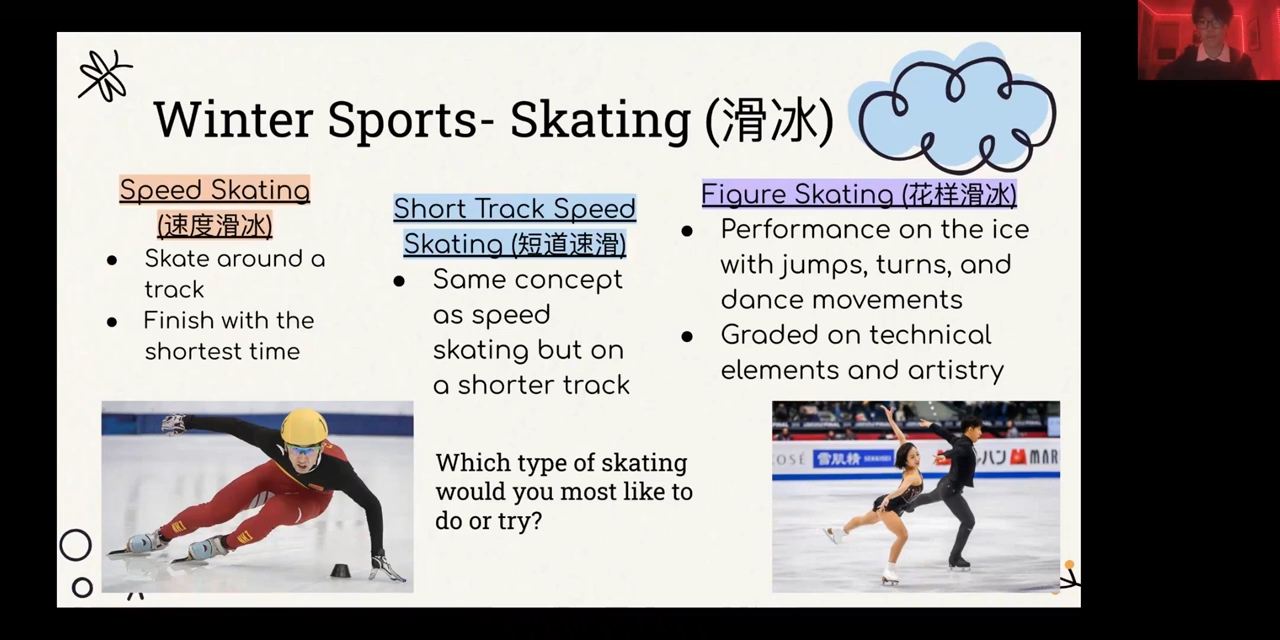 Winter Sports- Skating (滑冰)
Speed Skating
(速度滑冰)
● Skate around a
track
● Finish with the
shortest time
Short Track Speed
Skating (短道速滑)
● Same concept
as speed
skating but on
a shorter track
Figure Skating (花样滑冰)
● Performance on the ice
with jumps, turns, and
dance movements
● Graded on technical
elements and artistry
Which type of skating
would you most like to
do or try?
雪肌精 SEKKISEI
MAR